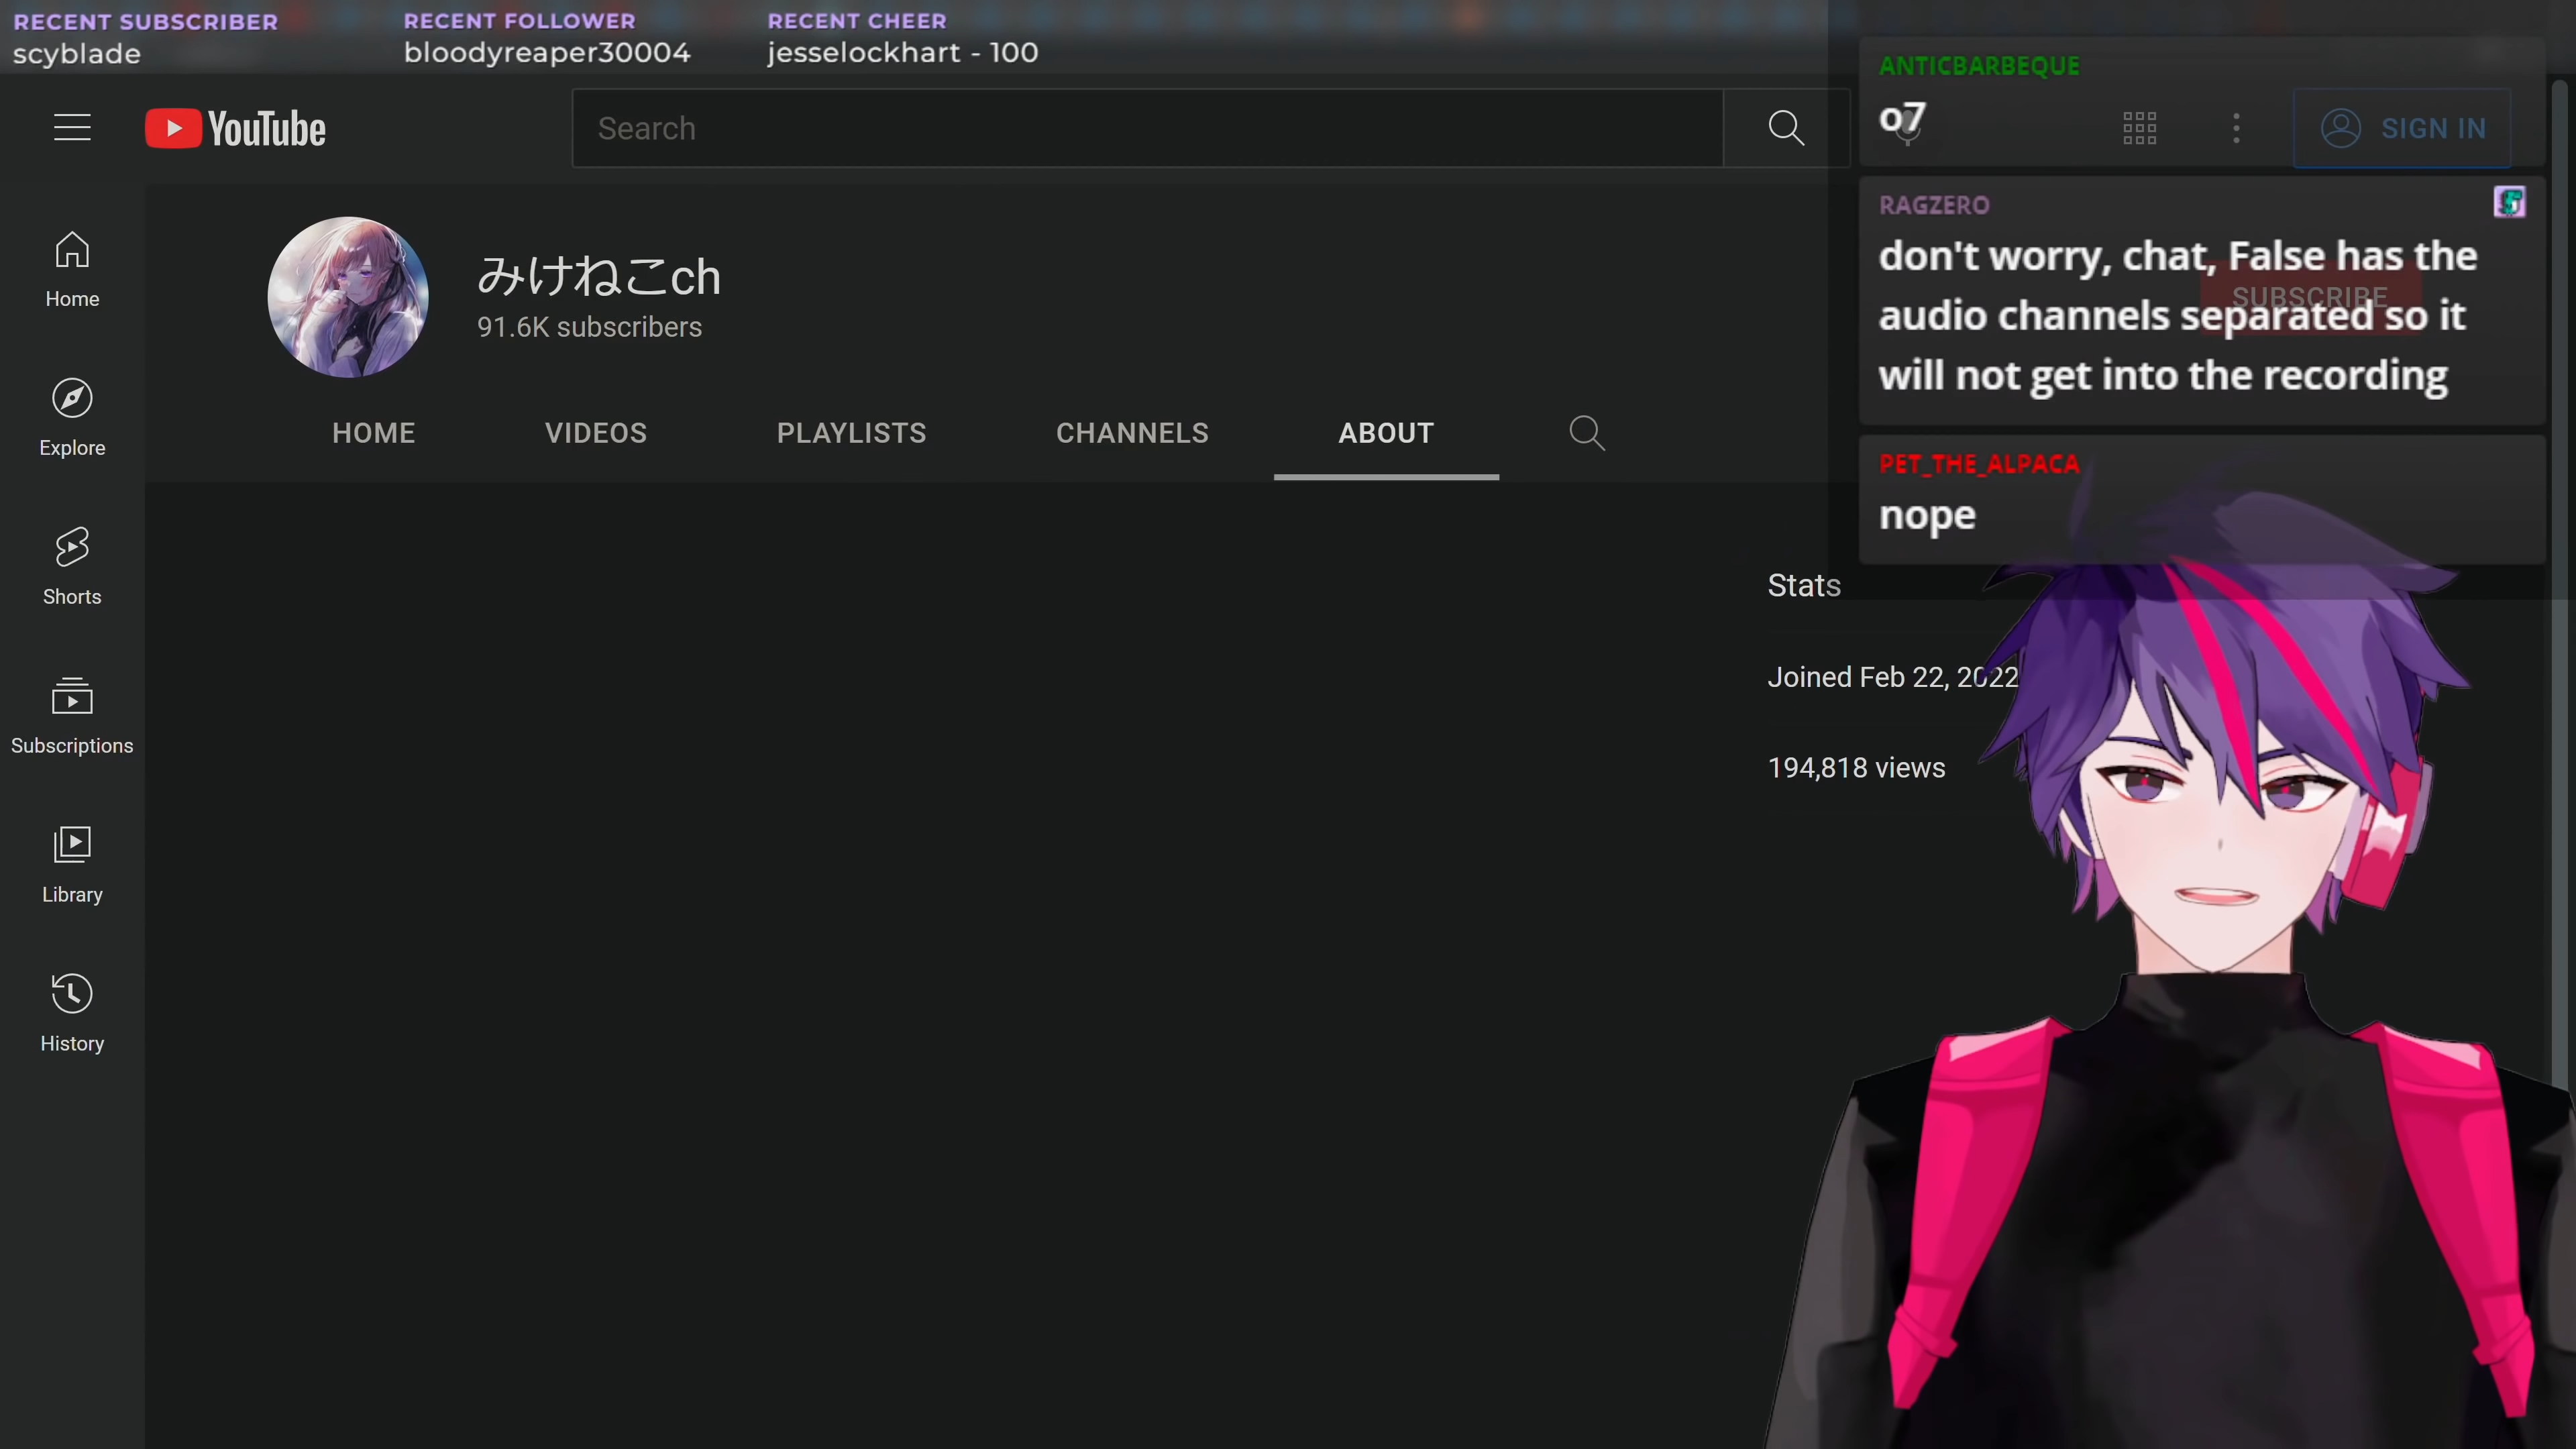 RECENT SUBSCRIBER
scyblade
RECENT FOLLOWER
bloodyreaper30004
RECENT CHEER
jesselockhart - 100
YouTube
Search
SIGN IN
ANTICBARBEQUE
o7
RAGZERO
don't worry, chat, False has the
audio channels separated so it
will not get into the recording
PET_THE_ALPACA
nope
みけねこch
91.6K subscribers
SUBSCRIBE
HOME
VIDEOS
PLAYLISTS
CHANNELS
ABOUT
Home
Explore
Shorts
Subscriptions
Library
History
Stats
Joined Feb 22, 2022
194,818 views